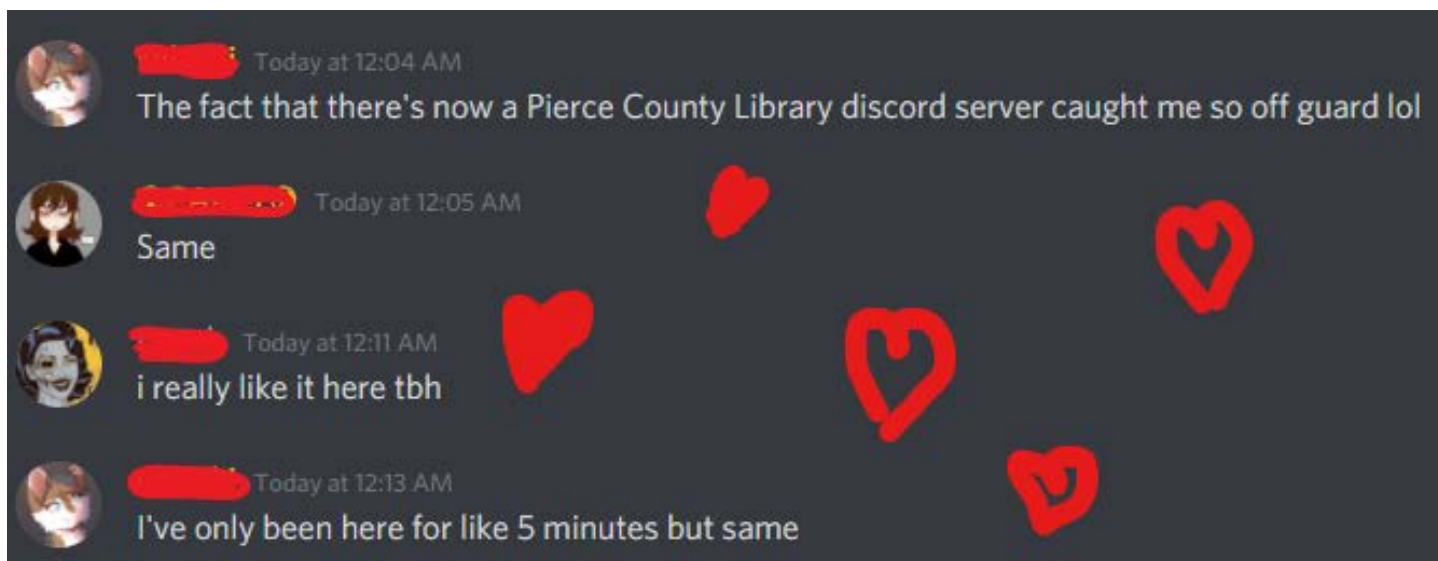 Today at 12:04 AM
The fact that there's now a Pierce County Library discord server caught me so off guard lol
Today at 12:05 AM
Same
Today at 12:11 AM
i really like it here tbh
Today at 12:13 AM
I've only been here for like 5 minutes but same